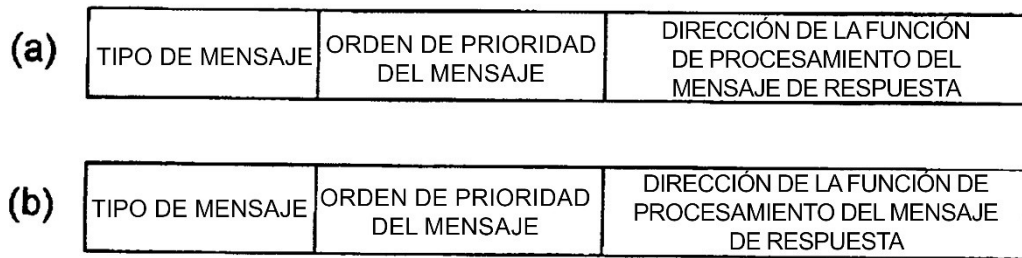 (a)
TIPO DE MENSAJE
ORDEN DE PRIORIDAD
DEL MENSAJE
DIRECCIÓN DE LA FUNCIÓN
DE PROCESAMIENTO DEL
MENSAJE DE RESPUESTA
(b)
TIPO DE MENSAJE
ORDEN DE PRIORIDAD
DEL MENSAJE
DIRECCIÓN DE LA FUNCIÓN DE
PROCESAMIENTO DEL MENSAJE
DE RESPUESTA